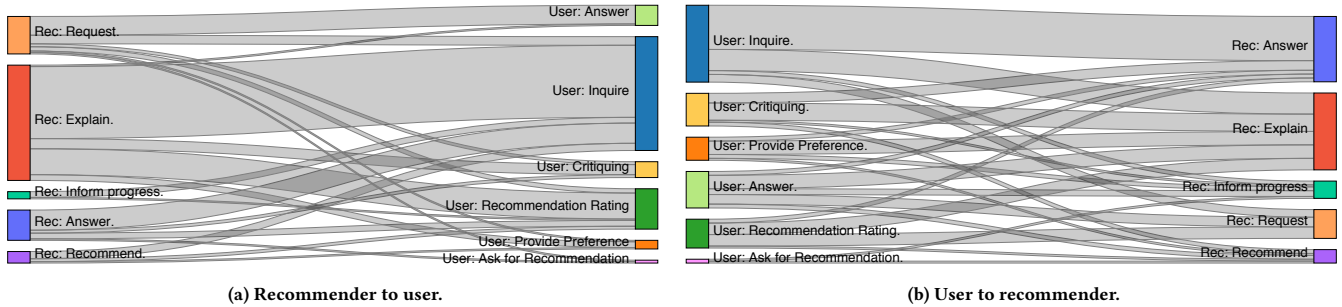 Rec: Request.
Rec: Explain.
Rec: Inform progress.
Rec: Answer.
Rec: Recommend.
User: Answer
User: Inquire
User: Critiquing
User: Recommendation Rating
User: Provide Preference
User: Ask for Recommendation
(a) Recommender to user.
User: Inquire.
User: Critiquing.
User: Provide Preference.
User: Answer.
User: Recommendation Rating.
User: Ask for Recommendation.
Rec: Answer
Rec: Explain
Rec: Inform progress
Rec: Request
Rec: Recommend
(b) User to recommender.